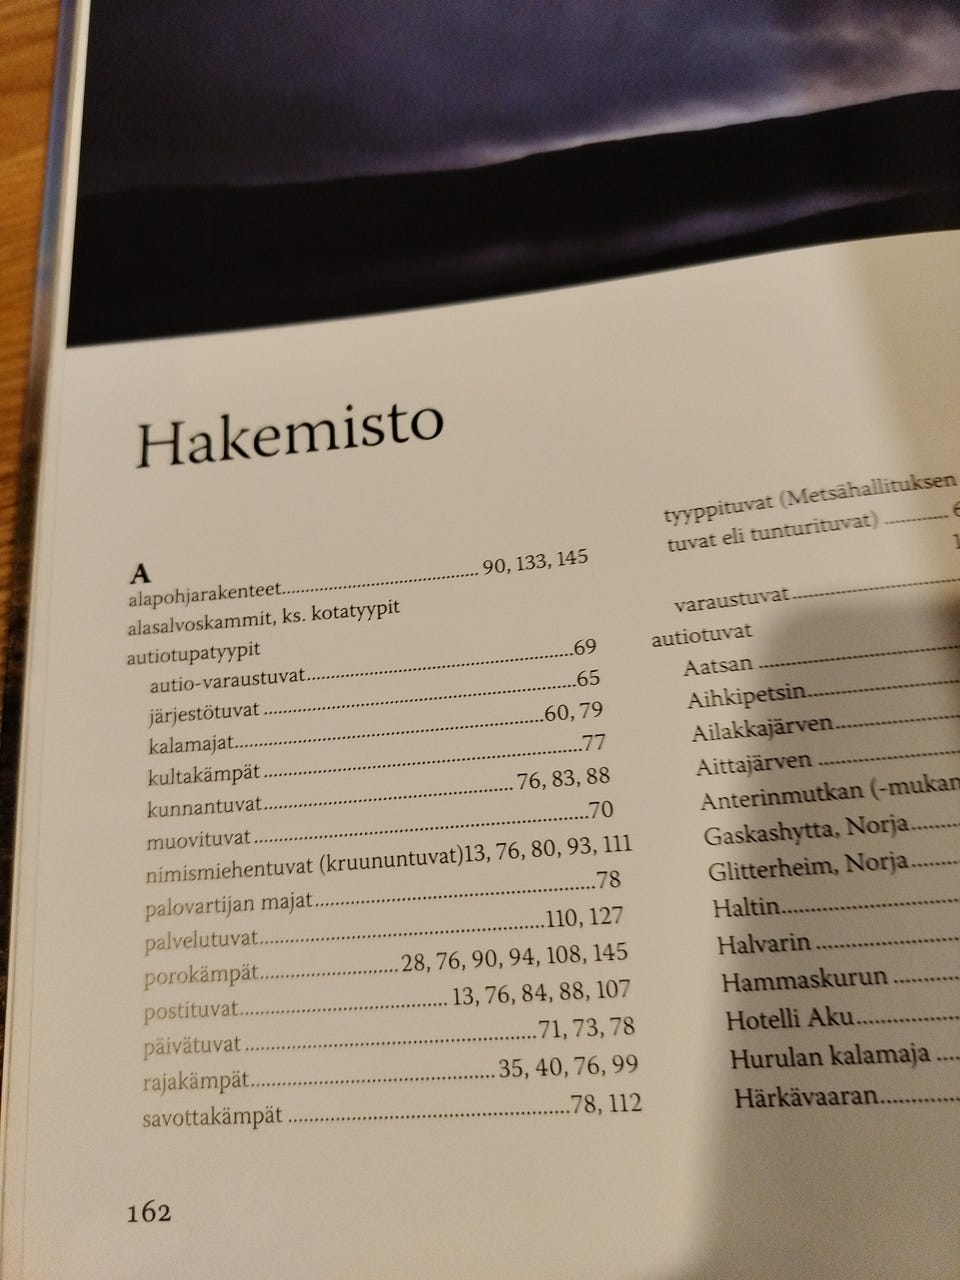 Hakemisto
A
alapohjarakenteet.......................................... 90, 133, 145
alasalvoskammit, ks. kotatyypit
autiotupatyypit
autio-varaustuvat.........................................................69
järjestötuvat ..................................................................65
kalamajat.................................................................60, 79
kultakämpät ..................................................................77
kunnantuvat.....................................................76, 83, 88
muovituvat ....................................................................70
nimismiehentuvat (kruununtuvat)13, 76, 80, 93, 111
palovartijan majat..........................................................78
palvelutuvat............................................................110, 127
porokämpät.............................28, 76, 90, 94, 108, 145
postituvat............................................13, 76, 84, 88, 107
päivätuvat ............................................................71, 73, 78
rajakämpät...................................................35, 40, 76, 99
savottakämpät ..........................................................78, 112
162
tyyppituvat (Metsähallituksen
tuvat eli tunturituvat) .............
varaustuvat..................................
autiotuvat
Aatsan ..........................................
Aihkipetsin................................
Ailakkajärven..........................
Aittajärven ............................
Anterinmutkan
Gaskashytta, Norja..........
Glitterheim, Norja..........
Haltin....................................
Halvarin ............................
Hammaskurun .............
Hotelli Aku.....................
Hurulan kalamaja ....
Härkävaaran...............